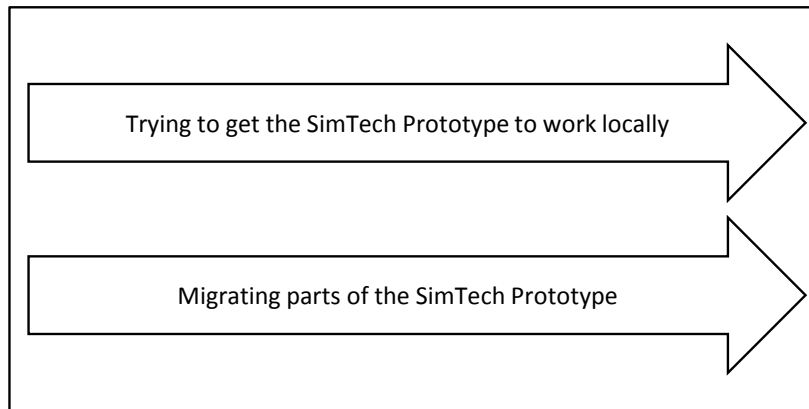 Trying to get the SimTech Prototype to work locally
Migrating parts of the SimTech Prototype